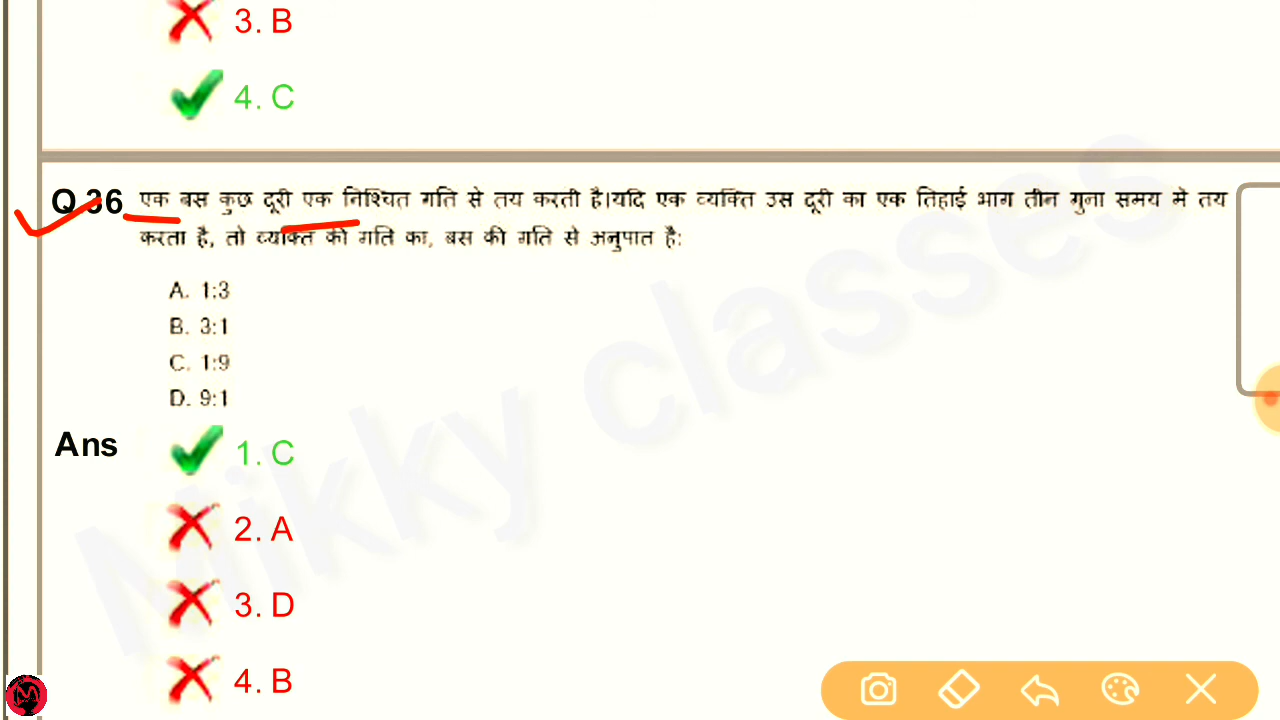 3. B
4. C
Q 36 एक बस कुछ दूरी एक निश्चित गति से तय करती है।यदि एक व्यक्ति उस दूरी का एक तिहाई भाग तीन गुना समय मे तय
करता है, तो व्यक्ति की गति का, बस की गति से अनुपात है:
A. 1:3
B. 3:1
C. 1:9
D. 9:1
Ans
1. C
2. A
3. D
4. B
Mikky classes